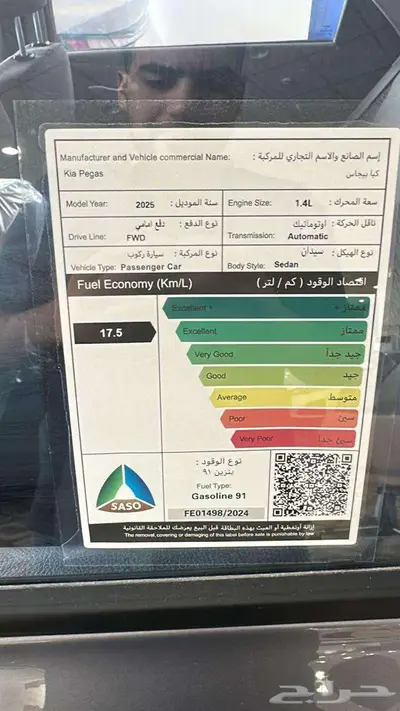 Manufacturer and Vehicle commercial Name: إسم الصانع والاسم التجاري للمركبة :
Kia Pegas كيا بيجاس
Model Year: 2025 سنة الموديل :
Engine Size: 1.4L سعة المحرك :
دفع امامي نوع الدفع :
Drive Line: FWD
اوتوماتيك ناقل الحركة :
Transmission: Automatic
سيارة ركوب نوع المركبة :
Vehicle Type: Passenger Car
سيدان نوع الهيكل :
Body Style: Sedan
Fuel Economy (Km/L) اقتصاد الوقود ( كم / لتر )
17.5
Excellent + ممتاز +
Excellent ممتاز
Very Good جيد جداً
Good جيد
Average متوسط
Poor سيئ
Very Poor سيئ جدا
نوع الوقود :
بنزين ٩١
Fuel Type:
Gasoline 91
SASO
FE01498/2024
إزالة أوتغطية أو العبث بهذه البطاقة قبل البيع يعرضك للملاحقة القانونية
The removal, covering or damaging of this label before sale is punishable by law
حراج